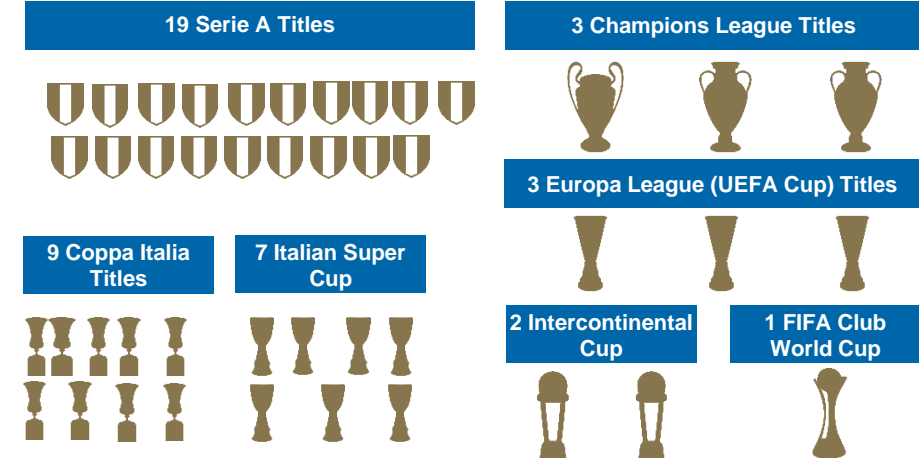 19 Serie A Titles
3 Champions League Titles
3 Europa League (UEFA Cup) Titles
9 Coppa Italia
Titles
7 Italian Super
Cup
2 Intercontinental
Cup
1 FIFA Club
World Cup